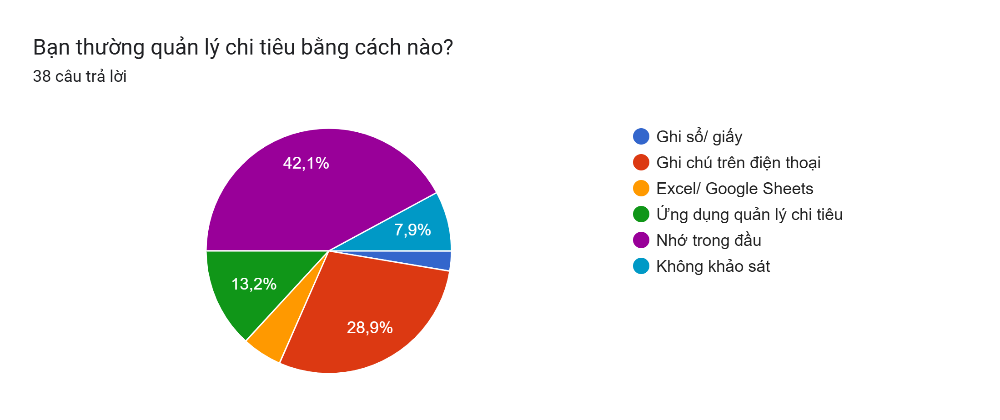 Bạn thường quản lý chi tiêu bằng cách nào?
38 câu trả lời
42,1%
7,9%
13,2%
28,9%
Ghi sổ/ giấy
Ghi chú trên điện thoại
Excel/ Google Sheets
Ứng dụng quản lý chi tiêu
Nhớ trong đầu
Không khảo sát